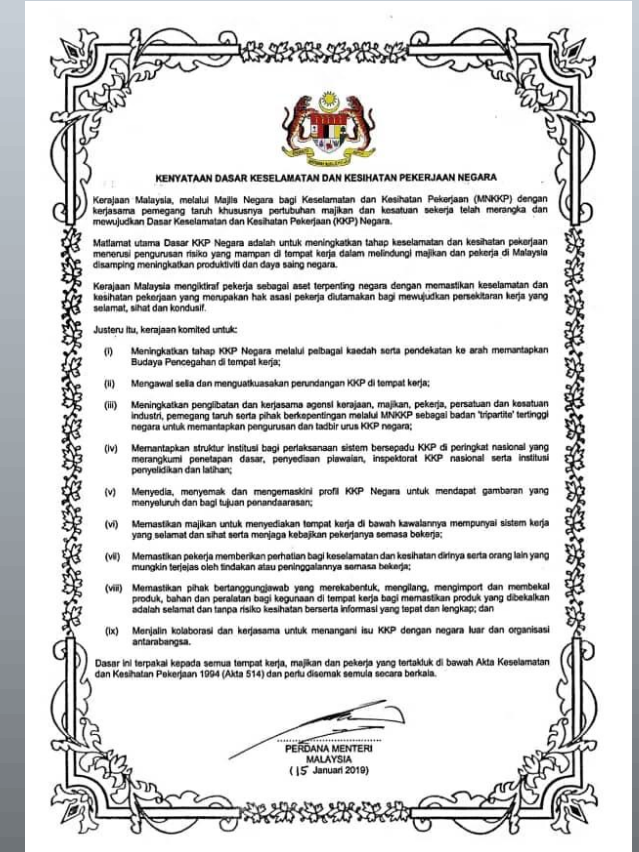 KENYATAAN DASAR KESELAMATAN DAN KESIHATAN PEKERJAAN NEGARA
Kerajaan Malaysia, melalui Majlis Negara bagi Keselamatan dan Kesihatan Pekerjaan (MNKKP) dengan
kerjasama pemegang taruh khususnya pertubuhan majikan dan kesatuan sekerja telah merangka dan
mewujudkan Dasar Keselamatan dan Kesihatan Pekerjaan (KKP) Negara.
Matlamat utama Dasar KKP Negara adalah untuk meningkatkan tahap keselamatan dan kesihatan pekerjaan
menerusi pengurusan risiko yang mampan di tempat kerja dalam melindungi majikan dan pekerja di Malaysia
disamping meningkatkan produktiviti dan daya saing negara.
Kerajaan Malaysia mengiktiraf pekerja sebagai aset terpenting negara dengan memastikan keselamatan dan
kesihatan pekerjaan yang merupakan hak asasi pekerja diutamakan bagi mewujudkan persekitaran kerja yang
selamat, sihat dan kondusif.
Justeru itu, kerajaan komited untuk:
(i) Meningkatkan tahap KKP Negara melalui pelbagai kaedah serta pendekatan ke arah memantapkan
Budaya Pencegahan di tempat kerja;
(ii) Mengawal selia dan menguatkuasakan perundangan KKP di tempat kerja;
(iii) Meningkatkan penglibatan dan kerjasama agensi kerajaan, majikan, pekerja, persatuan dan kesatuan
industri, pemegang taruh serta pihak berkepentingan melalui MNKKP sebagai badan 'tripartite' tertinggi
negara untuk memantapkan pengurusan dan tadbir urus KKP negara;
(iv) Memantapkan struktur institusi bagi perlaksanaan sistem bersepadu KKP di peringkat nasional yang
merangkumi penetapan dasar, penyediaan piawaian, inspektorat KKP nasional serta institusi
penyelidikan dan latihan;
(v) Menyedia, menyemak dan mengemaskini profil KKP Negara untuk mendapat gambaran yang
menyeluruh dan bagi tujuan penandaarasan;
(vi) Memastikan majikan untuk menyediakan tempat kerja di bawah kawalannya mempunyai sistem kerja
yang selamat dan sihat serta menjaga kebajikan pekerjanya semasa bekerja;
(vii) Memastikan pekerja memberikan perhatian bagi keselamatan dan kesihatan dirinya serta orang lain yang
mungkin terjejas oleh tindakan atau peninggalannya semasa bekerja;
(viii) Memastikan pihak bertanggungjawab yang merekabentuk, mengilang, mengimport dan membekal
produk, bahan dan peralatan bagi kegunaan di tempat kerja bagi memastikan produk yang dibekalkan
adalah selamat dan tanpa risiko kesihatan berserta informasi yang tepat dan lengkap; dan
(ix) Menjalin kolaborasi dan kerjasama untuk menangani isu KKP dengan negara luar dan organisasi
antarabangsa.
Dasar ini terpakai kepada semua tempat kerja, majikan dan pekerja yang tertakluk di bawah Akta Keselamatan
dan Kesihatan Pekerjaan 1994 (Akta 514) dan perlu disemak semula secara berkala.
PERDANA MENTERI
MALAYSIA
(15 Januari 2019)